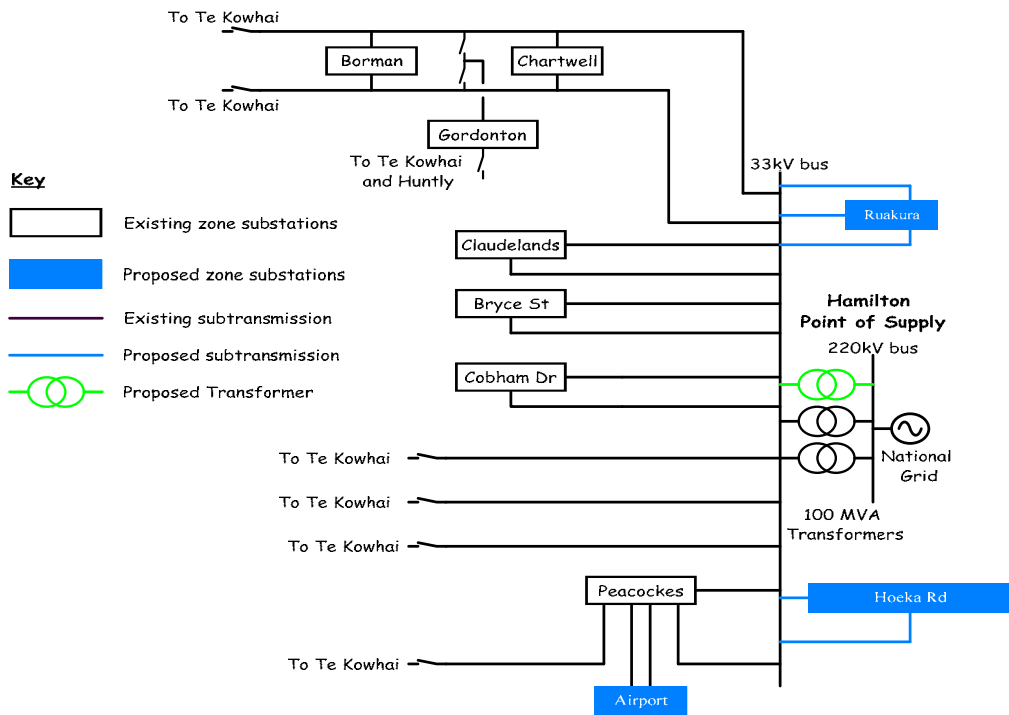 To Te Kowhai
Borman
Chartwell
To Te Kowhai
Gordonton
To Te Kowhai
and Huntly
33kV bus
Key
Ruakura
Existing zone substations
Claudelands
Proposed zone substations
Bryce St
Hamilton
Point of Supply
Existing subtransmission
220kV bus
Proposed subtransmission
Cobham Dr
Proposed Transformer
To Te Kowhai
National
Grid
To Te Kowhai
100 MVA
Transformers
To Te Kowhai
Peacockes
Hoeka Rd
To Te Kowhai
Airport